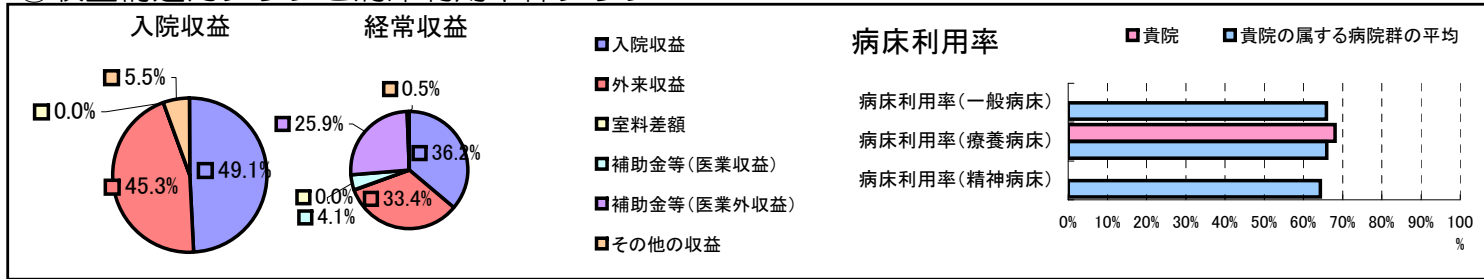 入院収益
5.5%
0.0%
45.3%
49.1%
経常収益
0.5%
25.9%
36.2%
0.0%
33.4%
4.1%
入院収益
外来収益
室料差額
補助金等(医業収益)
補助金等(医業外収益)
その他の収益
病床利用率
貴院 貴院の属する病院群の平均
病床利用率(一般病床)
病床利用率(療養病床)
病床利用率(精神病床)
0% 10% 20% 30% 40% 50% 60% 70% 80% 90% 100
%